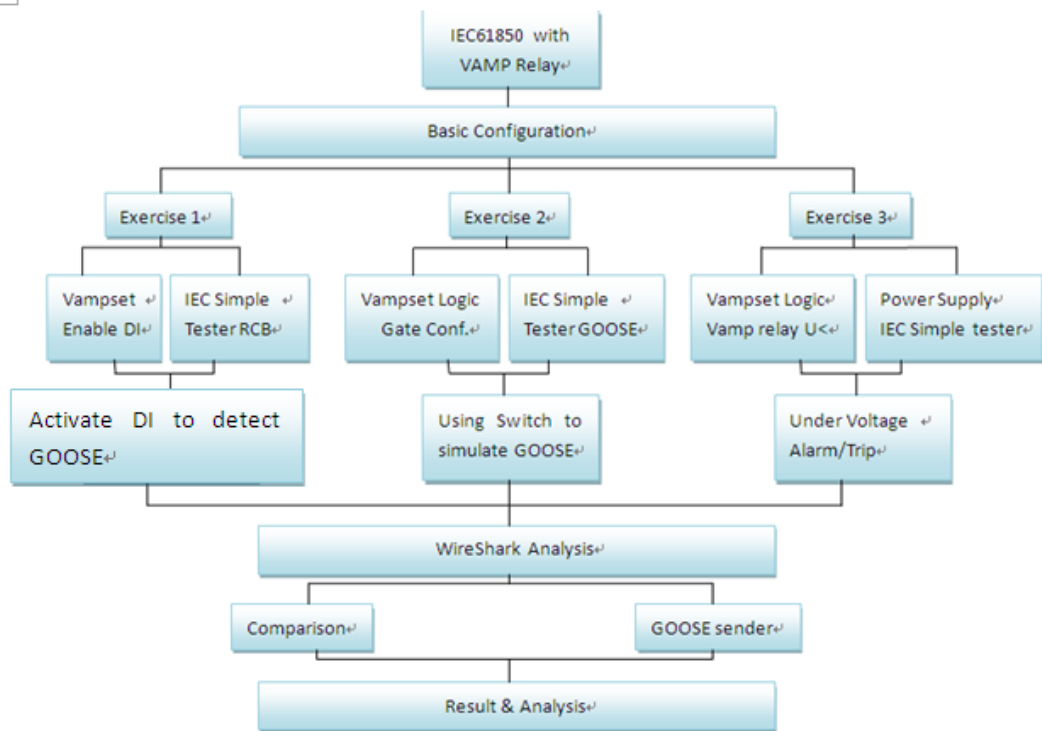 IEC61850 with
VAMP Relay↵
Basic Configuration↵
Exercise 1↵
Exercise 2↵
Exercise 3↵
Vampset ↵
Enable DI↵
IEC Simple ↵
Tester RCB↵
Vampset Logic
Gate Conf.↵
IEC Simple ↵
Tester GOOSE↵
Vampset Logic↵
Vamp relay U<↵
Power Supply↵
IEC Simple tester↵
Activate DI to detect
GOOSE↵
Using Switch to
simulate GOOSE↵
Under Voltage ↵
Alarm/Trip↵
WireShark Analysis↵
Comparison↵
GOOSE sender↵
Result & Analysis↵